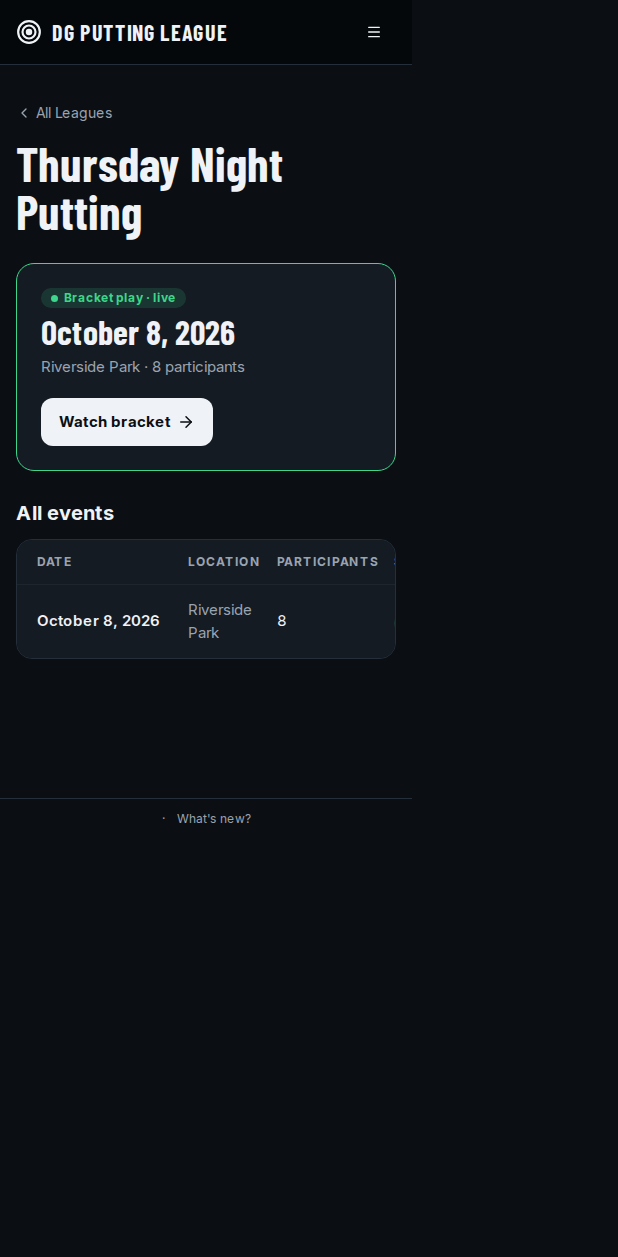 DG PUTTING LEAGUE
All Leagues
Thursday Night
Putting
Bracket play · live
October 8, 2026
Riverside Park · 8 participants
Watch bracket →
All events
DATE LOCATION PARTICIPANTS
October 8, 2026 Riverside Park 8
· What's new?